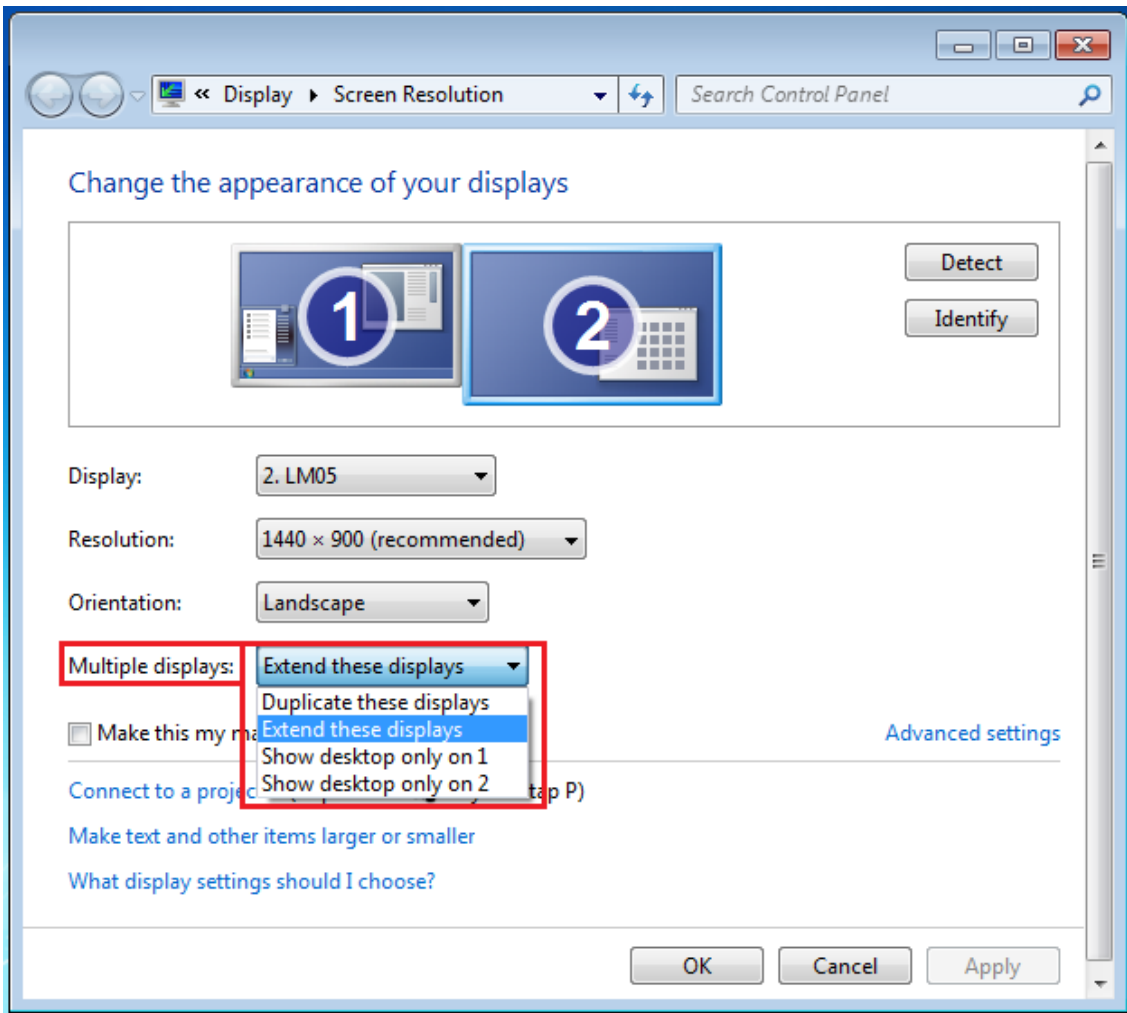 « Display ▸ Screen Resolution
Search Control Panel
Change the appearance of your displays
1
2
Detect
Identify
Display:
2. LM05
Resolution:
1440 × 900 (recommended)
Orientation:
Landscape
Multiple displays:
Extend these displays
Duplicate these displays
Extend these displays
Show desktop only on 1
Show desktop only on 2
Make this my
Advanced settings
Connect to a
tap P)
Make text and other items larger or smaller
What display settings should I choose?
OK
Cancel
Apply